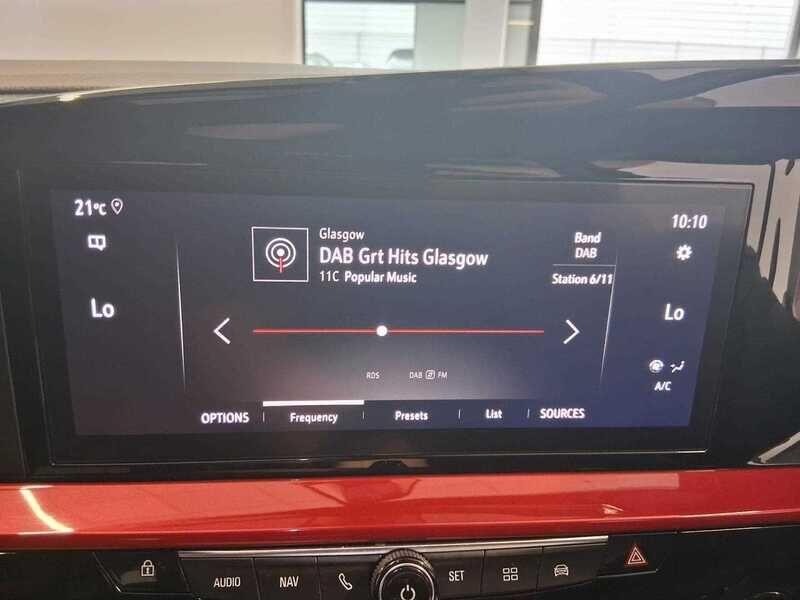 21°C
10:10
Glasgow
DAB Grt Hits Glasgow
11C Popular Music
Band
DAB
Station 6/11
Lo
Lo
RDS DAB FM
A/C
OPTIONS Frequency Presets List SOURCES
AUDIO NAV SET